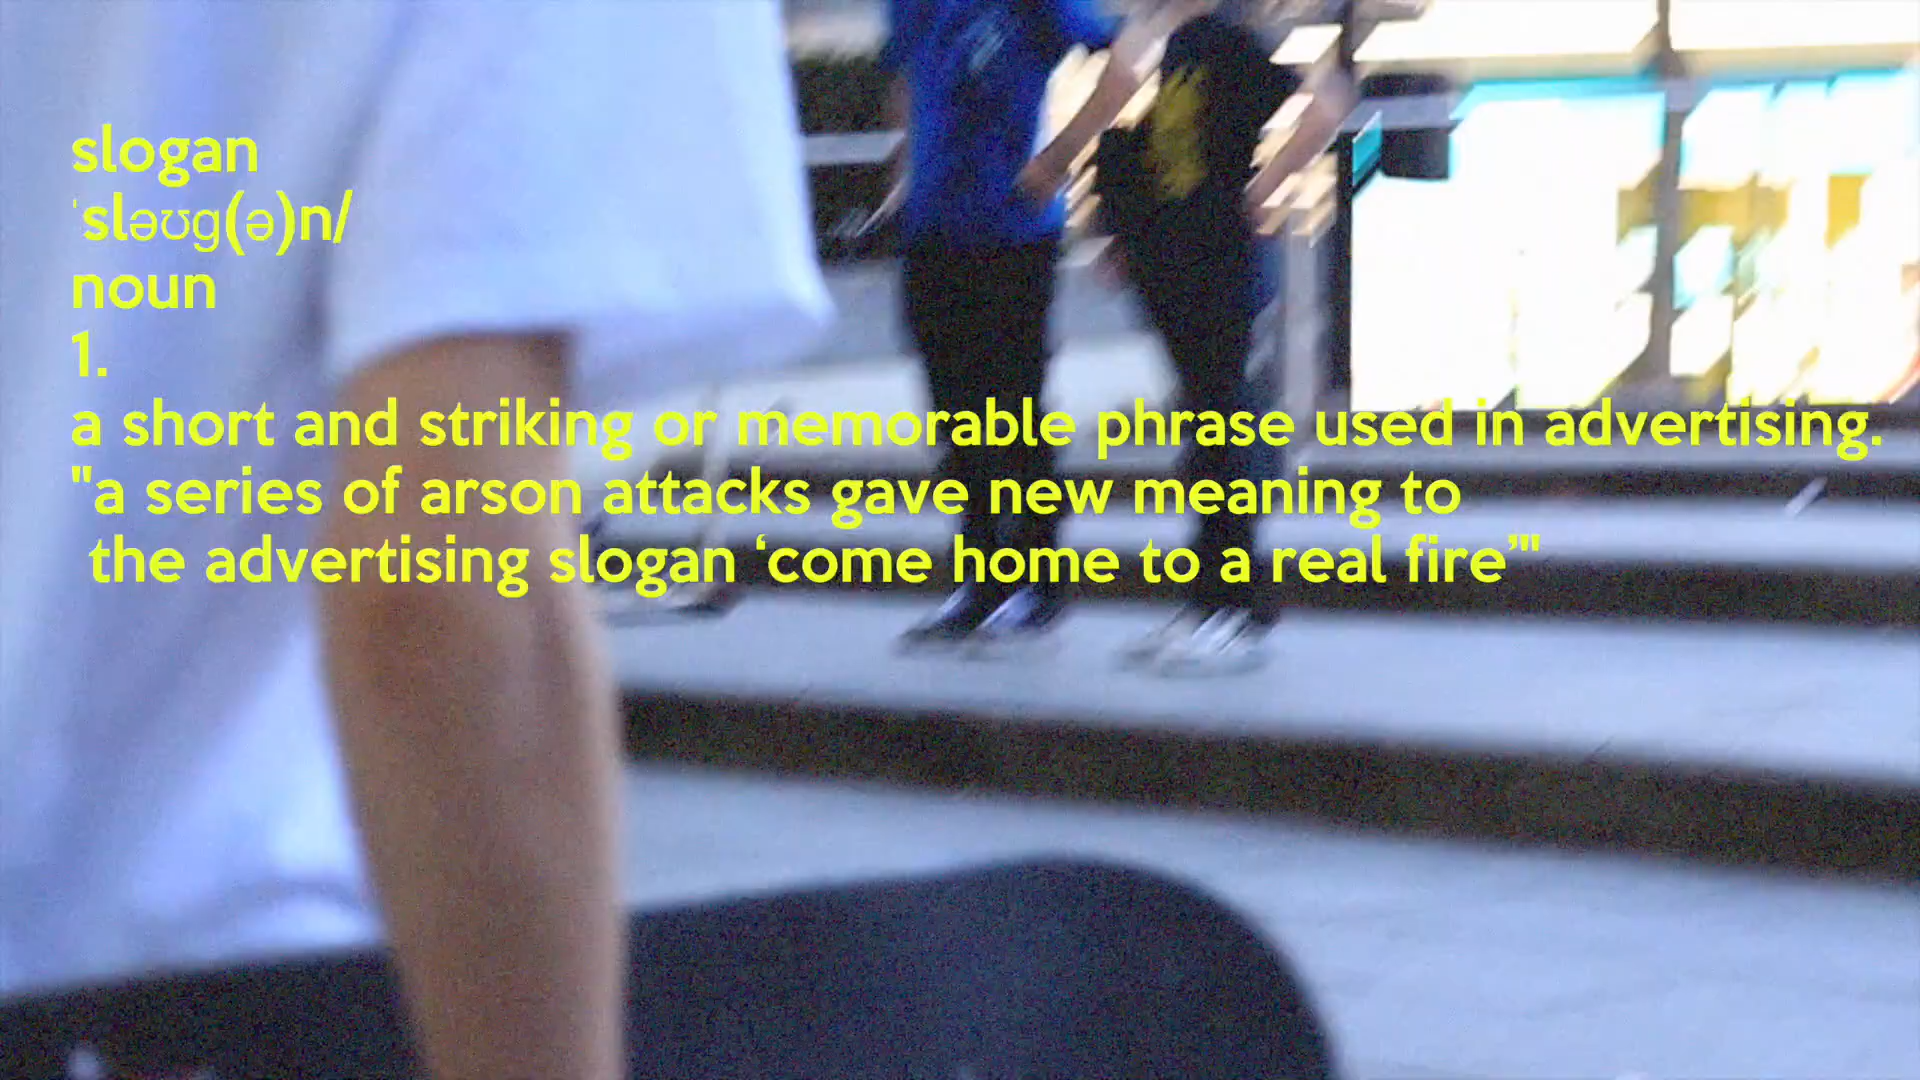 slogan
ˈsləʊɡ(ə)n/
noun
1.
a short and striking or memorable phrase used in advertising.
"a series of arson attacks gave new meaning to
the advertising slogan ‘come home to a real fire’"